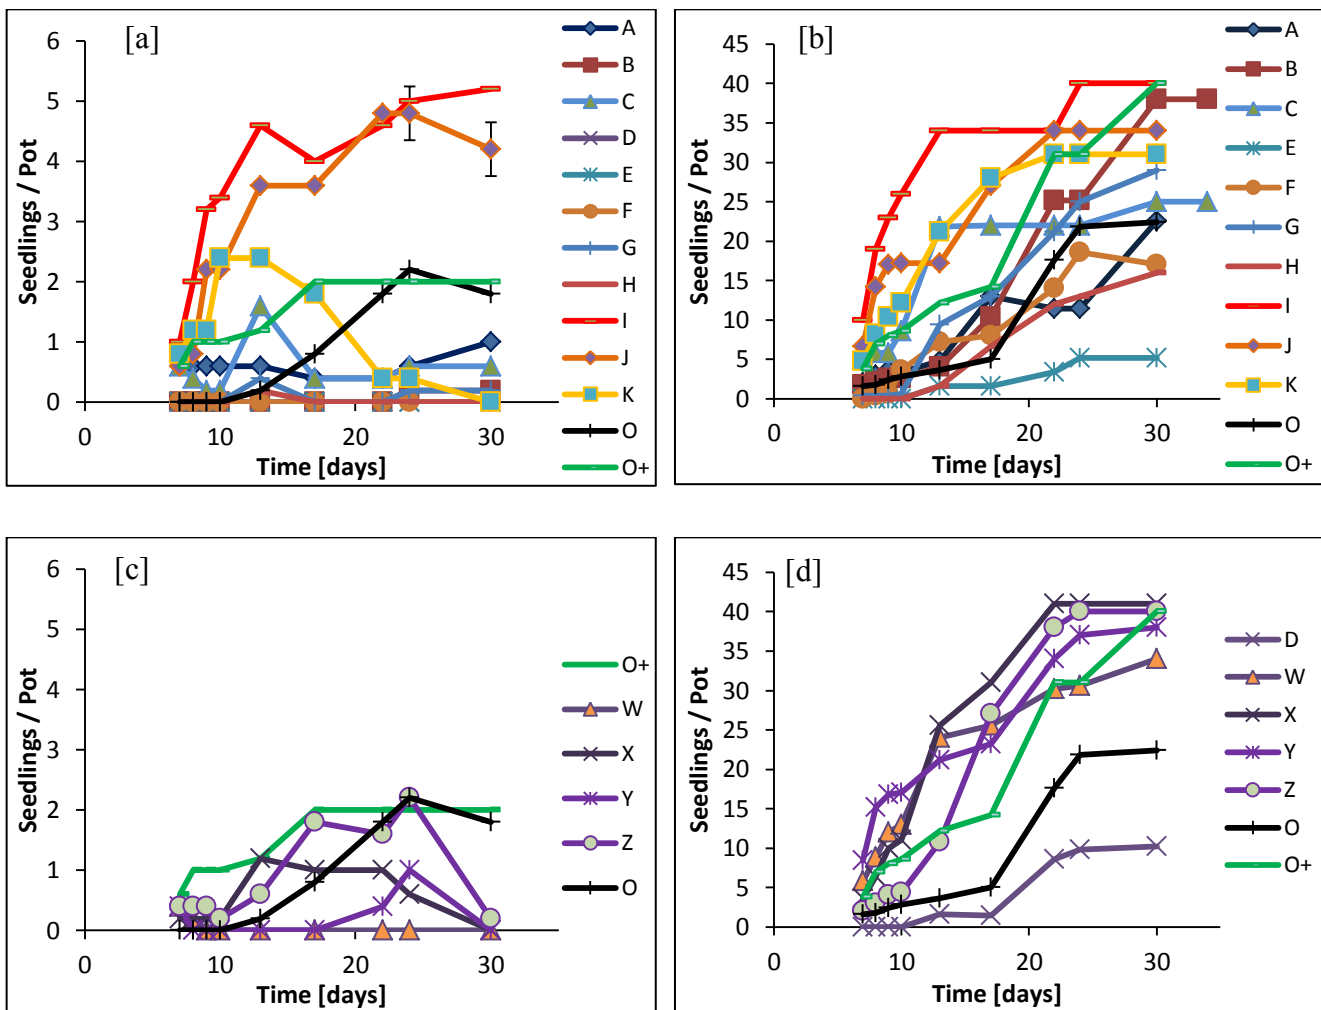 [a]
6
5
4
3
2
1
0
0 10 20 30
Seedlings / Pot
Time [days]
A
B
C
D
E
F
G
H
I
J
K
O
O+
[b]
45
40
35
30
25
20
15
10
5
0
0 10 20 30
Seedlings / Pot
Time [days]
A
B
C
E
F
G
H
I
J
K
O
O+
[c]
6
5
4
3
2
1
0
0 10 20 30
Seedlings / Pot
Time [days]
O+
W
X
Y
Z
O
[d]
45
40
35
30
25
20
15
10
5
0
0 10 20 30
Seedlings / Pot
Time [days]
D
W
X
Y
Z
O
O+